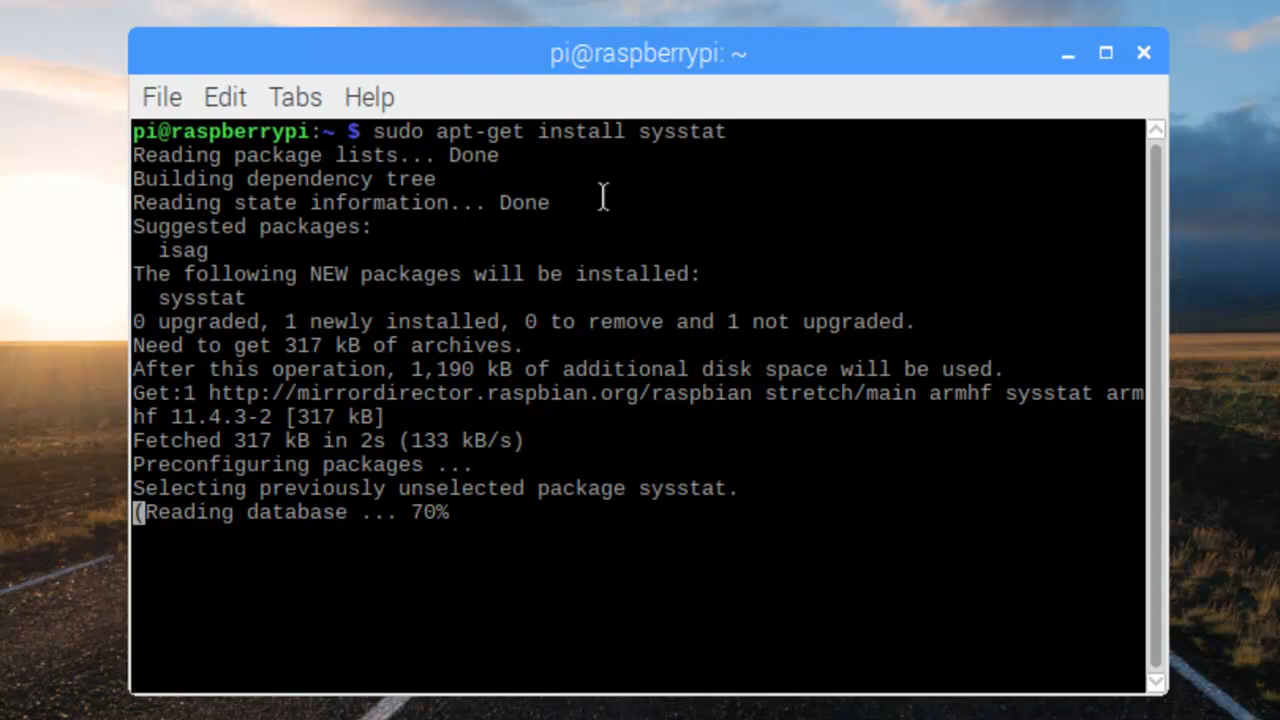 pi@raspberrypi: ~
File Edit Tabs Help
pi@raspberrypi:~ $ sudo apt-get install sysstat
Reading package lists... Done
Building dependency tree
Reading state information... Done
Suggested packages:
  isag
The following NEW packages will be installed:
  sysstat
0 upgraded, 1 newly installed, 0 to remove and 1 not upgraded.
Need to get 317 kB of archives.
After this operation, 1,190 kB of additional disk space will be used.
Get:1 http://mirrordirector.raspbian.org/raspbian stretch/main armhf sysstat arm
hf 11.4.3-2 [317 kB]
Fetched 317 kB in 2s (133 kB/s)
Preconfiguring packages ...
Selecting previously unselected package sysstat.
(Reading database ... 70%